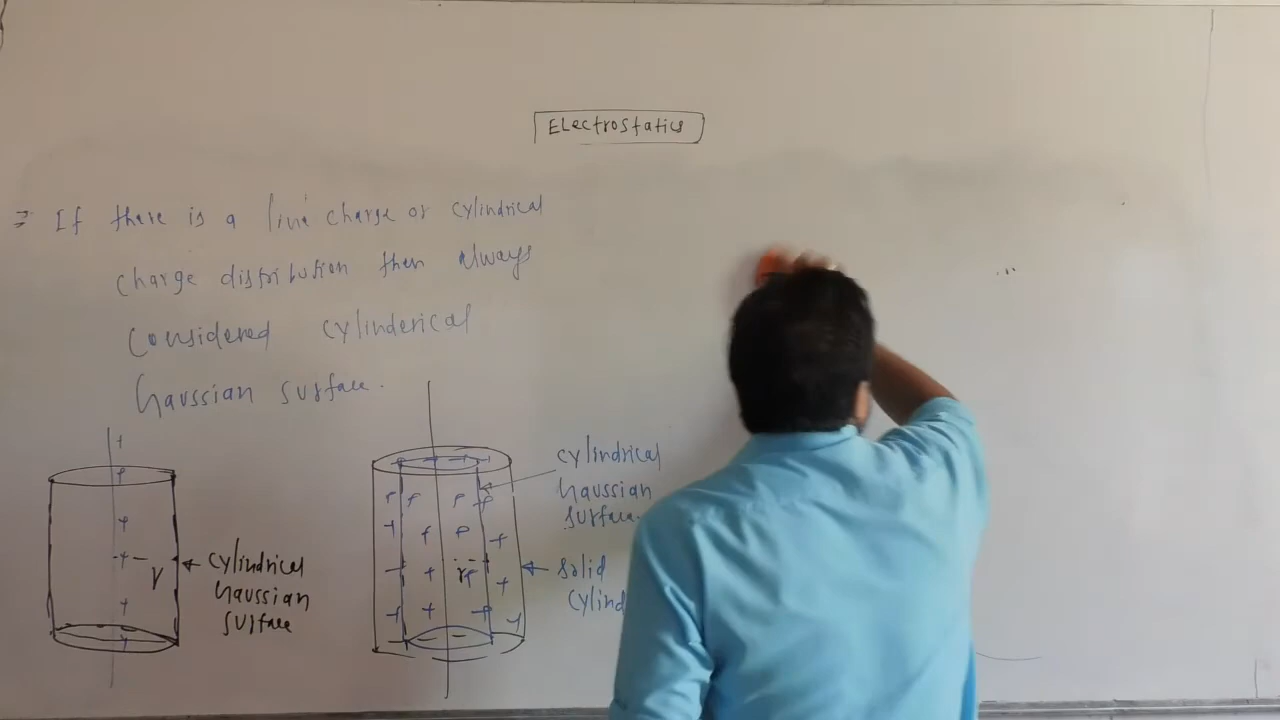 Electrostatics
⇒ If there is a line charge or cylindrical
charge distribution then always
Considered cylinderical
Gaussian surface.
cylindrical
Gaussian
surface
r
cylindrical
Gaussian
surface.
r
solid